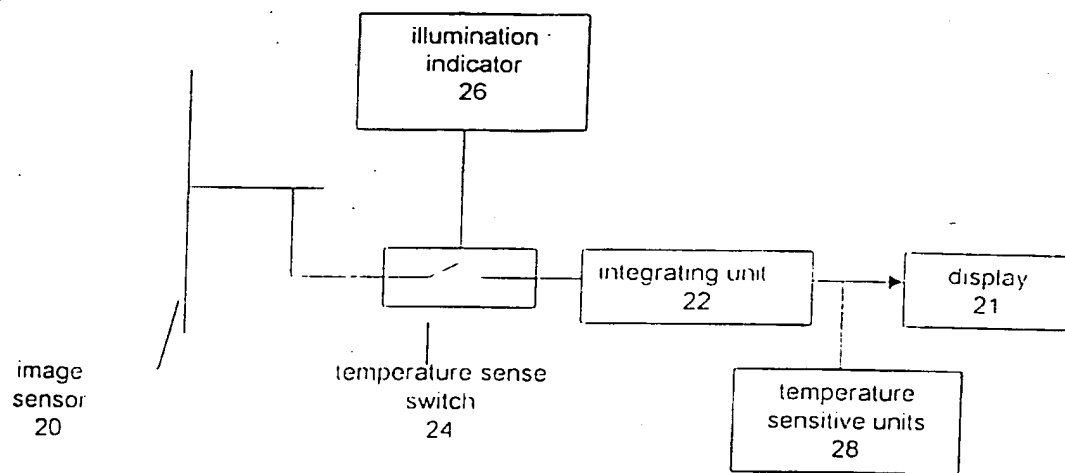 illumination
indicator
26
integrating unit
22
display
21
image
sensor
20
temperature sense
switch
24
temperature
sensitive units
28